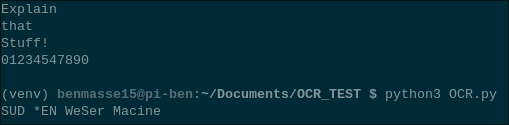 Explain
that
Stuff!
01234547890
(venv) benmasse15@pi-ben:~/Documents/OCR_TEST $ python3 OCR.py
SUD *EN WeSer Macine